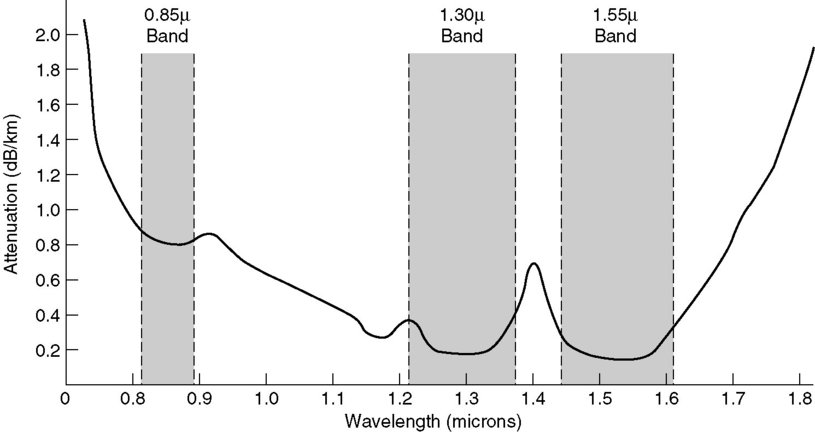 0.85μ
Band
1.30μ
Band
1.55μ
Band
2.0
1.8
1.6
1.4
1.2
1.0
0.8
0.6
0.4
0.2
Attenuation (dB/km)
0 0.8 0.9 1.0 1.1 1.2 1.3 1.4 1.5 1.6 1.7 1.8
Wavelength (microns)